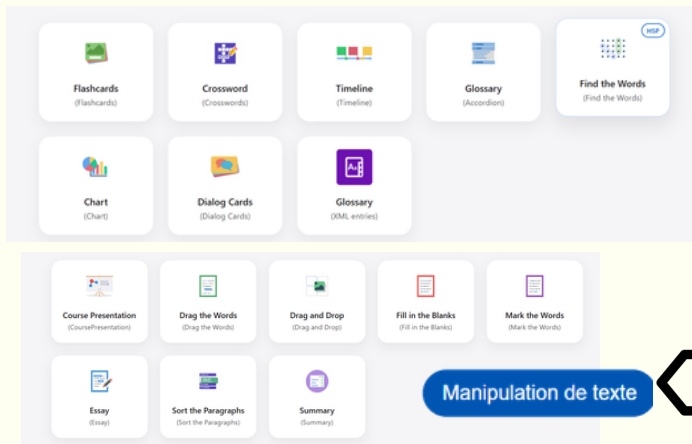 H5P
Flashcards
(Flashcards)
Crossword
(Crosswords)
Timeline
(Timeline)
Glossary
(Accordion)
Find the Words
(Find the Words)
Chart
(Chart)
Dialog Cards
(Dialog Cards)
Glossary
(XML entries)
Course Presentation
(CoursePresentation)
Drag the Words
(Drag the Words)
Drag and Drop
(Drag and Drop)
Fill in the Blanks
(Fill in the Blanks)
Mark the Words
(Mark the Words)
Essay
(Essay)
Sort the Paragraphs
(Sort the Paragraphs)
Summary
(Summary)
Manipulation de texte